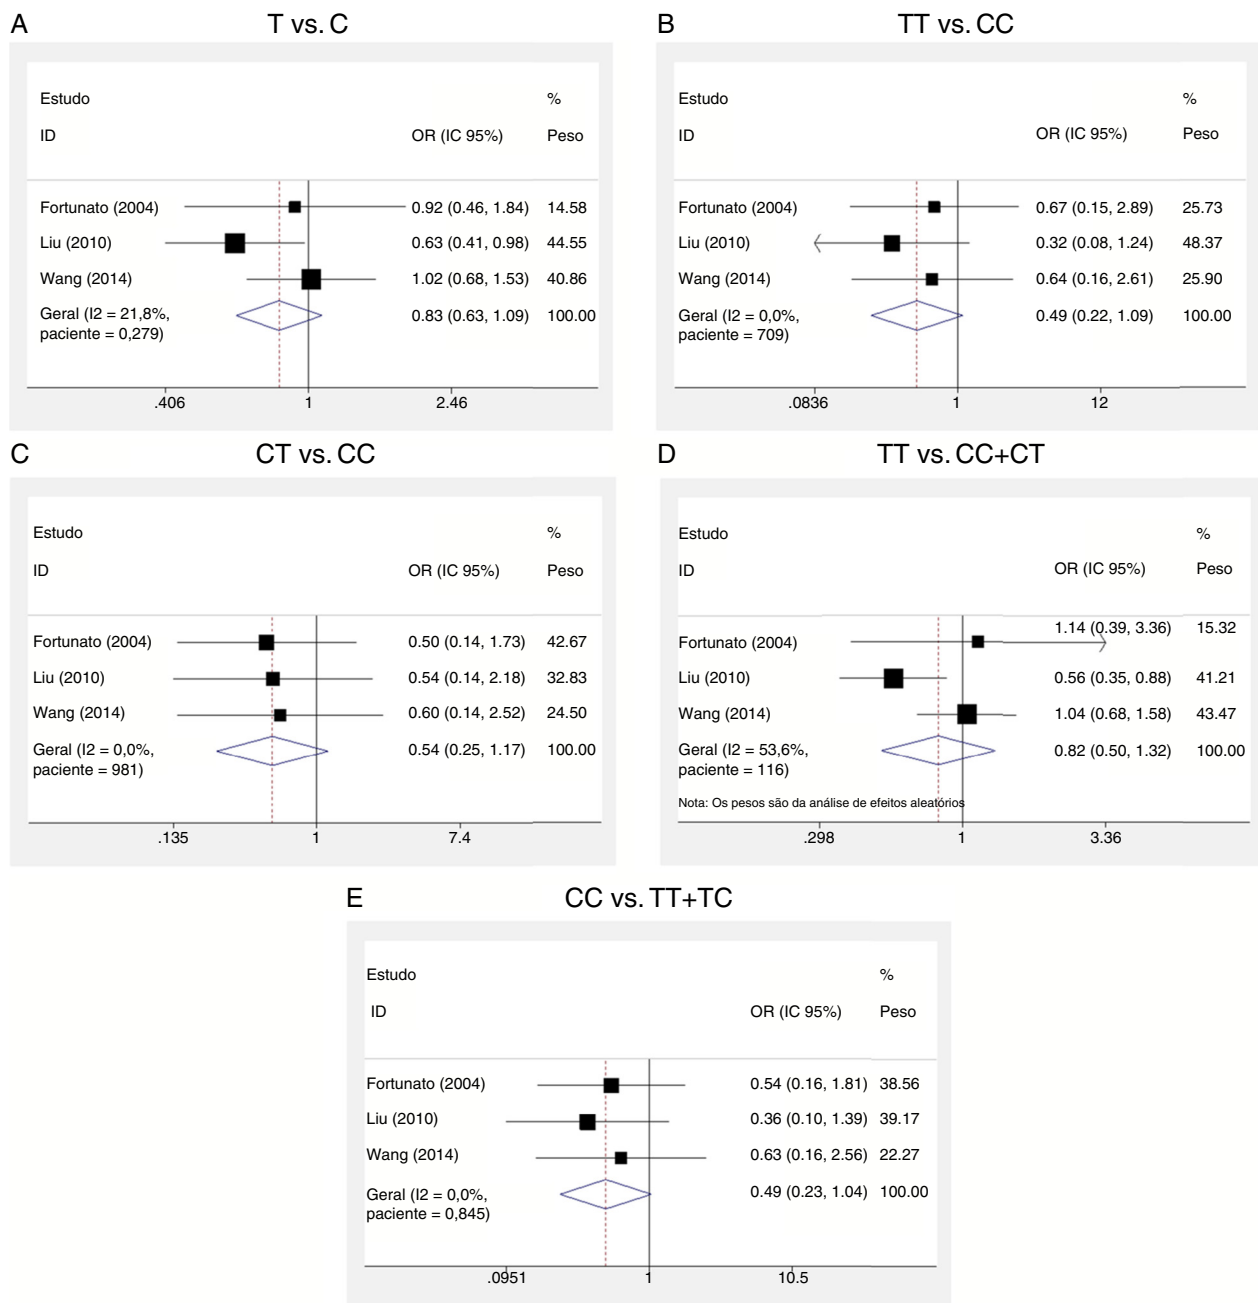 A
T vs. C
Estudo %
ID OR (IC 95%) Peso
Fortunato (2004) 0.92 (0.46, 1.84) 14.58
Liu (2010) 0.63 (0.41, 0.98) 44.55
Wang (2014) 1.02 (0.68, 1.53) 40.86
Geral (I2 = 21,8%, 0.83 (0.63, 1.09) 100.00
paciente = 0,279)
.406 1 2.46
B
TT vs. CC
Estudo %
ID OR (IC 95%) Peso
Fortunato (2004) 0.67 (0.15, 2.89) 25.73
Liu (2010) 0.32 (0.08, 1.24) 48.37
Wang (2014) 0.64 (0.16, 2.61) 25.90
Geral (I2 = 0,0%, 0.49 (0.22, 1.09) 100.00
paciente = 709)
.0836 1 12
C
CT vs. CC
Estudo %
ID OR (IC 95%) Peso
Fortunato (2004) 0.50 (0.14, 1.73) 42.67
Liu (2010) 0.54 (0.14, 2.18) 32.83
Wang (2014) 0.60 (0.14, 2.52) 24.50
Geral (I2 = 0,0%, 0.54 (0.25, 1.17) 100.00
paciente = 981)
.135 1 7.4
D
TT vs. CC+CT
Estudo %
ID OR (IC 95%) Peso
Fortunato (2004) 1.14 (0.39, 3.36) 15.32
Liu (2010) 0.56 (0.35, 0.88) 41.21
Wang (2014) 1.04 (0.68, 1.58) 43.47
Geral (I2 = 53,6%, 0.82 (0.50, 1.32) 100.00
paciente = 116)
Nota: Os pesos são da análise de efeitos aleatórios
.298 1 3.36
E
CC vs. TT+TC
Estudo %
ID OR (IC 95%) Peso
Fortunato (2004) 0.54 (0.16, 1.81) 38.56
Liu (2010) 0.36 (0.10, 1.39) 39.17
Wang (2014) 0.63 (0.16, 2.56) 22.27
Geral (I2 = 0,0%, 0.49 (0.23, 1.04) 100.00
paciente = 0,845)
.0951 1 10.5